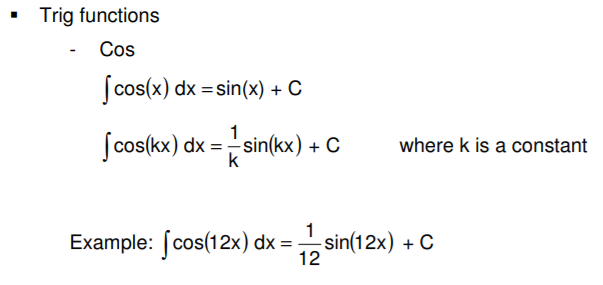 ▪ Trig functions
- Cos
∫cos(x) dx = sin(x) + C
∫cos(kx) dx = 1/k sin(kx) + C where k is a constant
Example: ∫cos(12x) dx = 1/12 sin(12x) + C